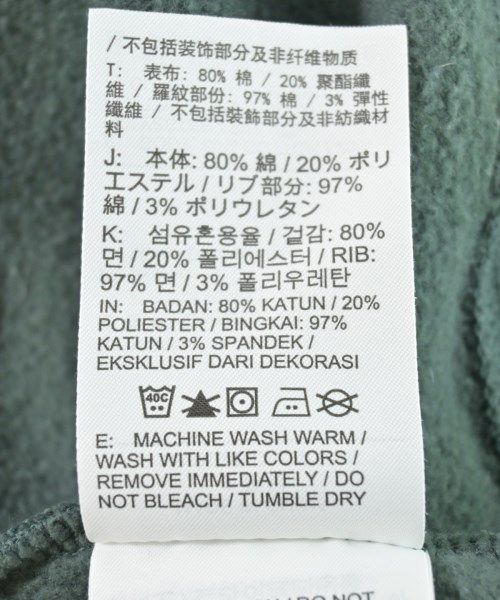 / 不包括装饰部分及非纤维物质
T: 表布: 80% 棉 / 20% 聚酯纖
維 / 羅紋部份: 97% 棉 / 3% 彈性
纖維 / 不包括裝飾部分及非紡織材
料
J: 本体: 80% 綿 / 20% ポリ
エステル / リブ部分: 97%
綿 / 3% ポリウレタン
K: 섬유혼용율 / 겉감: 80%
면 / 20% 폴리에스터 / RIB:
97% 면 / 3% 폴리우레탄
IN: BADAN: 80% KATUN / 20%
POLIESTER / BINGKAI: 97%
KATUN / 3% SPANDEK /
EKSKLUSIF DARI DEKORASI
40C
E: MACHINE WASH WARM /
WASH WITH LIKE COLORS /
REMOVE IMMEDIATELY / DO
NOT BLEACH / TUMBLE DRY
/ DO NOT